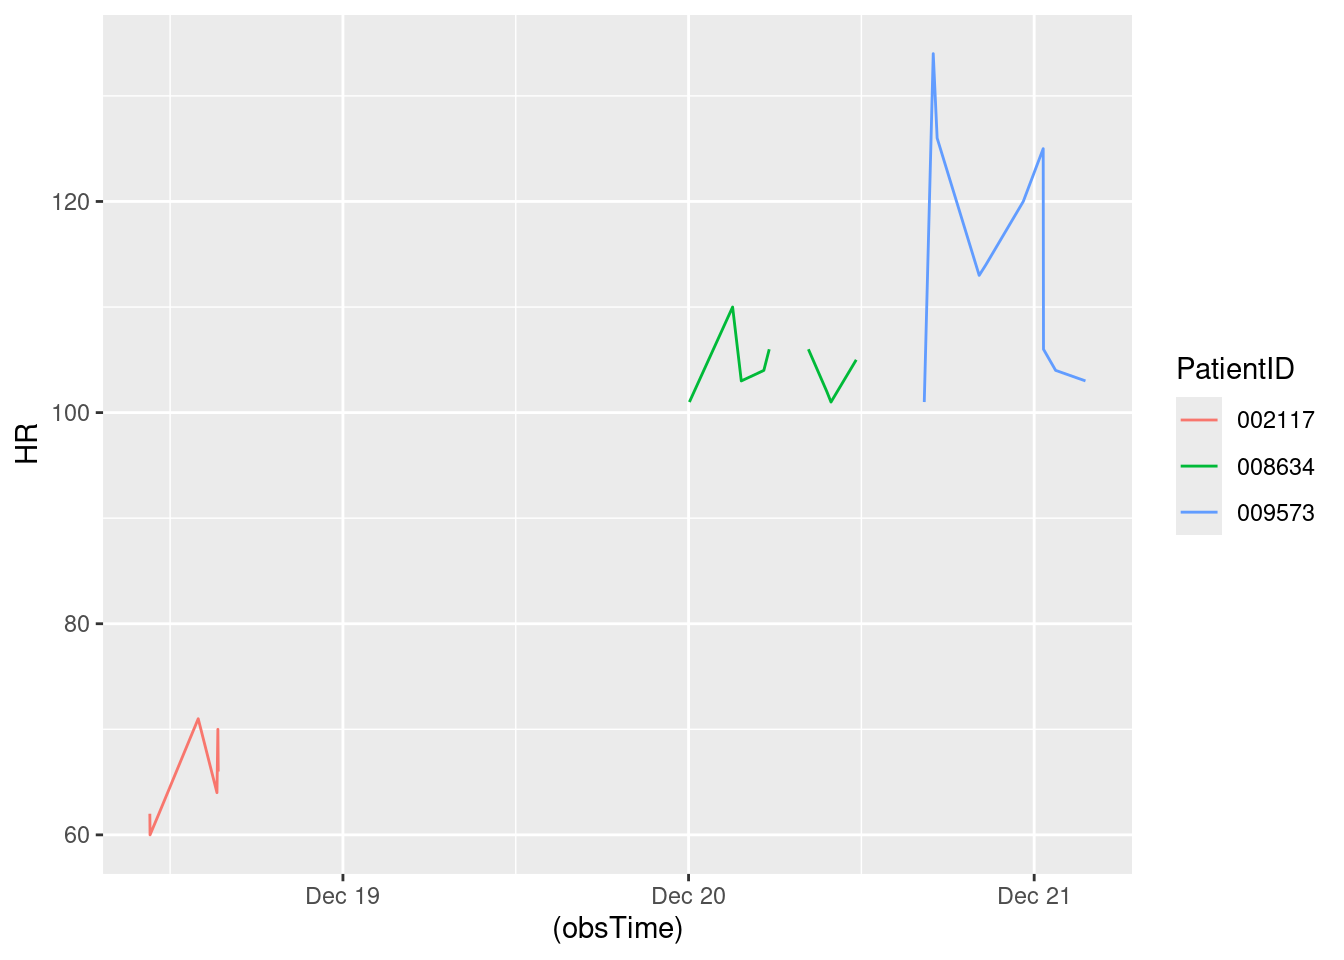 120
100
80
60
HR
Dec 19
Dec 20
Dec 21
(obsTime)
PatientID
002117
008634
009573